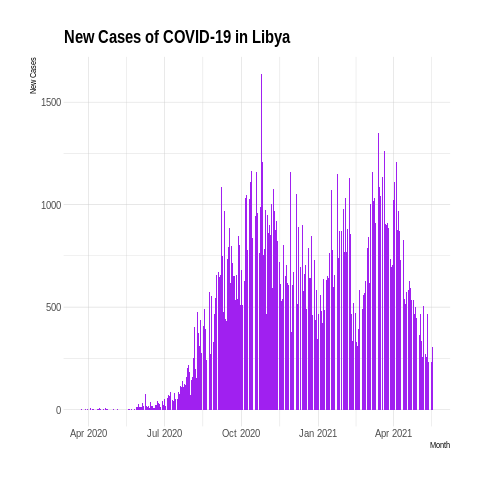 New Cases of COVID-19 in Libya
New Cases
1500
1000
500
0
Apr 2020 Jul 2020 Oct 2020 Jan 2021 Apr 2021
Month